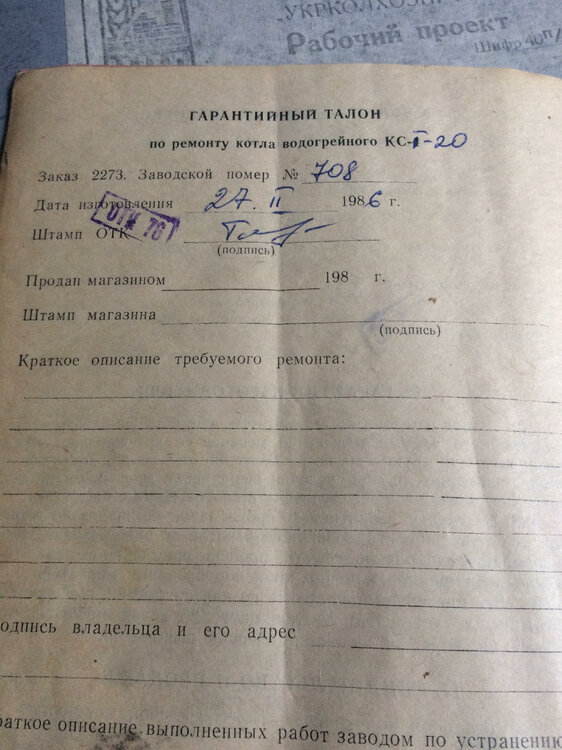 "УКРКОЛХОЗ
Рабочий проект
Шифр 40п/
ГАРАНТИЙНЫЙ ТАЛОН
по ремонту котла водогрейного КС-I-20
Заказ 2273. Заводской номер № 708
Дата изготовления 27. II 1986 г.
Штамп ОТК
ОТК 76
(подпись)
Продан магазином 198 г.
Штамп магазина
(подпись)
Краткое описание требуемого ремонта:
одпись владельца и его адрес
раткое описание выполненных работ заводом по устранению